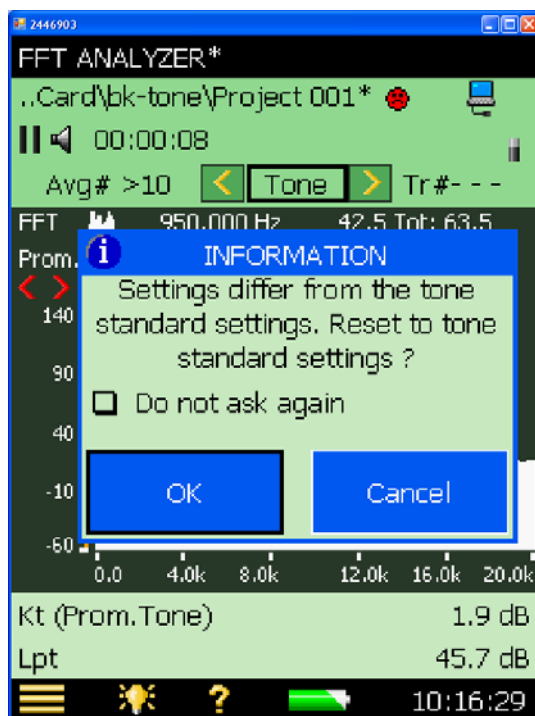 2446903
FFT ANALYZER*
..Card\bk-tone\Project 001*
00:00:08
Avg# >10 < Tone > Tr#- - -
FFT 950.000 Hz 42.5 Tot: 63.5
Prom.
i INFORMATION
< >
Settings differ from the tone
standard settings. Reset to tone
standard settings ?
Do not ask again
OK Cancel
140
90
40
-10
-60
0.0 4.0k 8.0k 12.0k 16.0k 20.0k
Kt (Prom.Tone) 1.9 dB
Lpt 45.7 dB
? 10:16:29